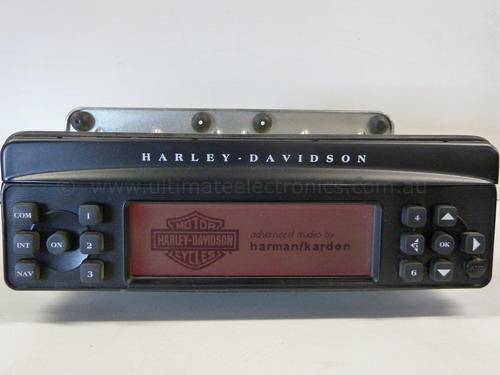 HARLEY-DAVIDSON
© www.ultimateelectronics.com.au
COM 1 4
MOTOR
HARLEY-DAVIDSON
CYCLES
advanced audio by
harman/kardon
INT ON 2 OK
NAV 3 6